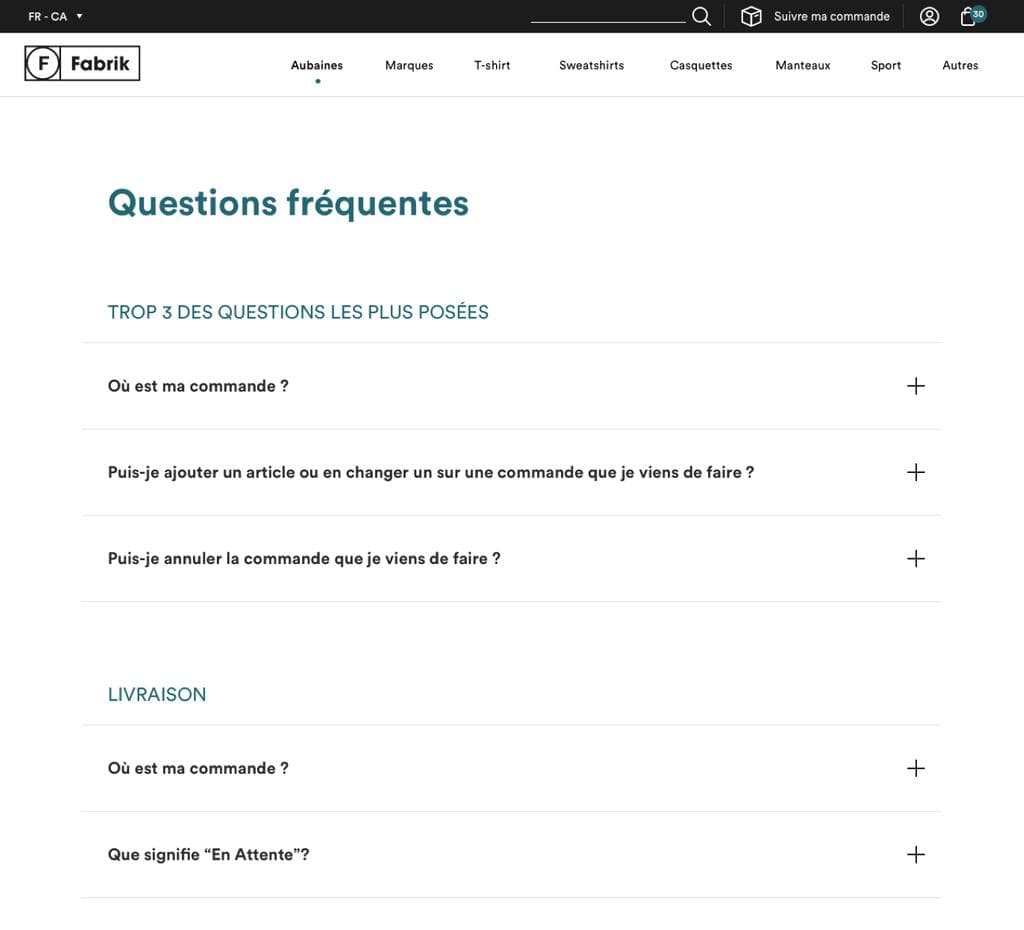 FR - CA
Suivre ma commande
30
F Fabrik
Aubaines Marques T-shirt Sweatshirts Casquettes Manteaux Sport Autres
Questions fréquentes
TROP 3 DES QUESTIONS LES PLUS POSÉES
Où est ma commande ?
Puis-je ajouter un article ou en changer un sur une commande que je viens de faire ?
Puis-je annuler la commande que je viens de faire ?
LIVRAISON
Où est ma commande ?
Que signifie “En Attente”?